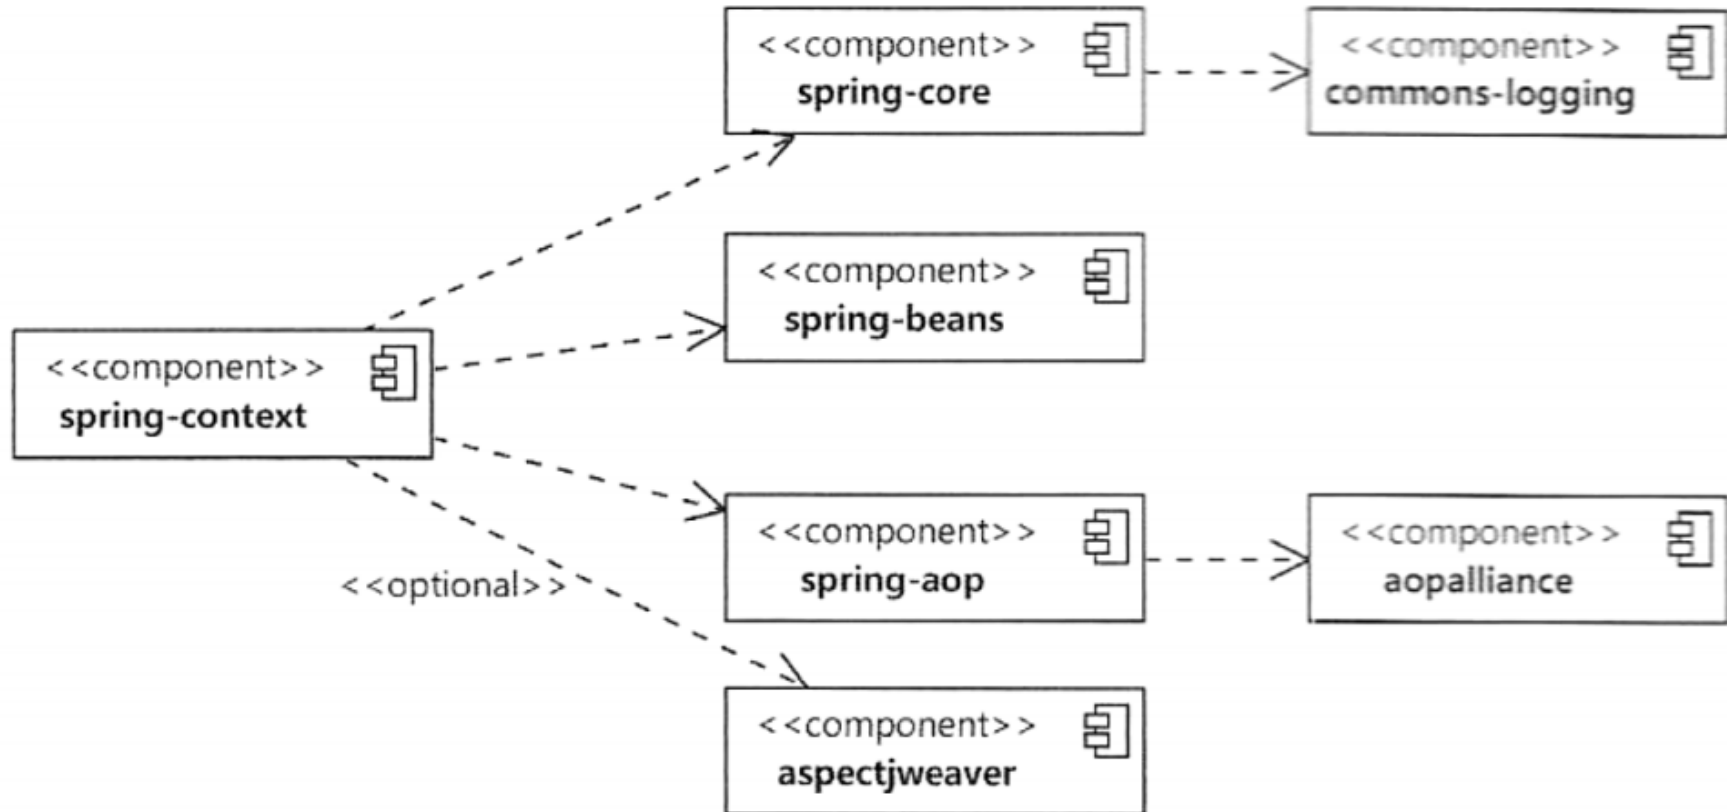 <<component>>
spring-core
<<component>>
commons-logging
<<component>>
spring-beans
<<component>>
spring-context
<<component>>
spring-aop
<<component>>
aopalliance
<<optional>>
<<component>>
aspectjweaver